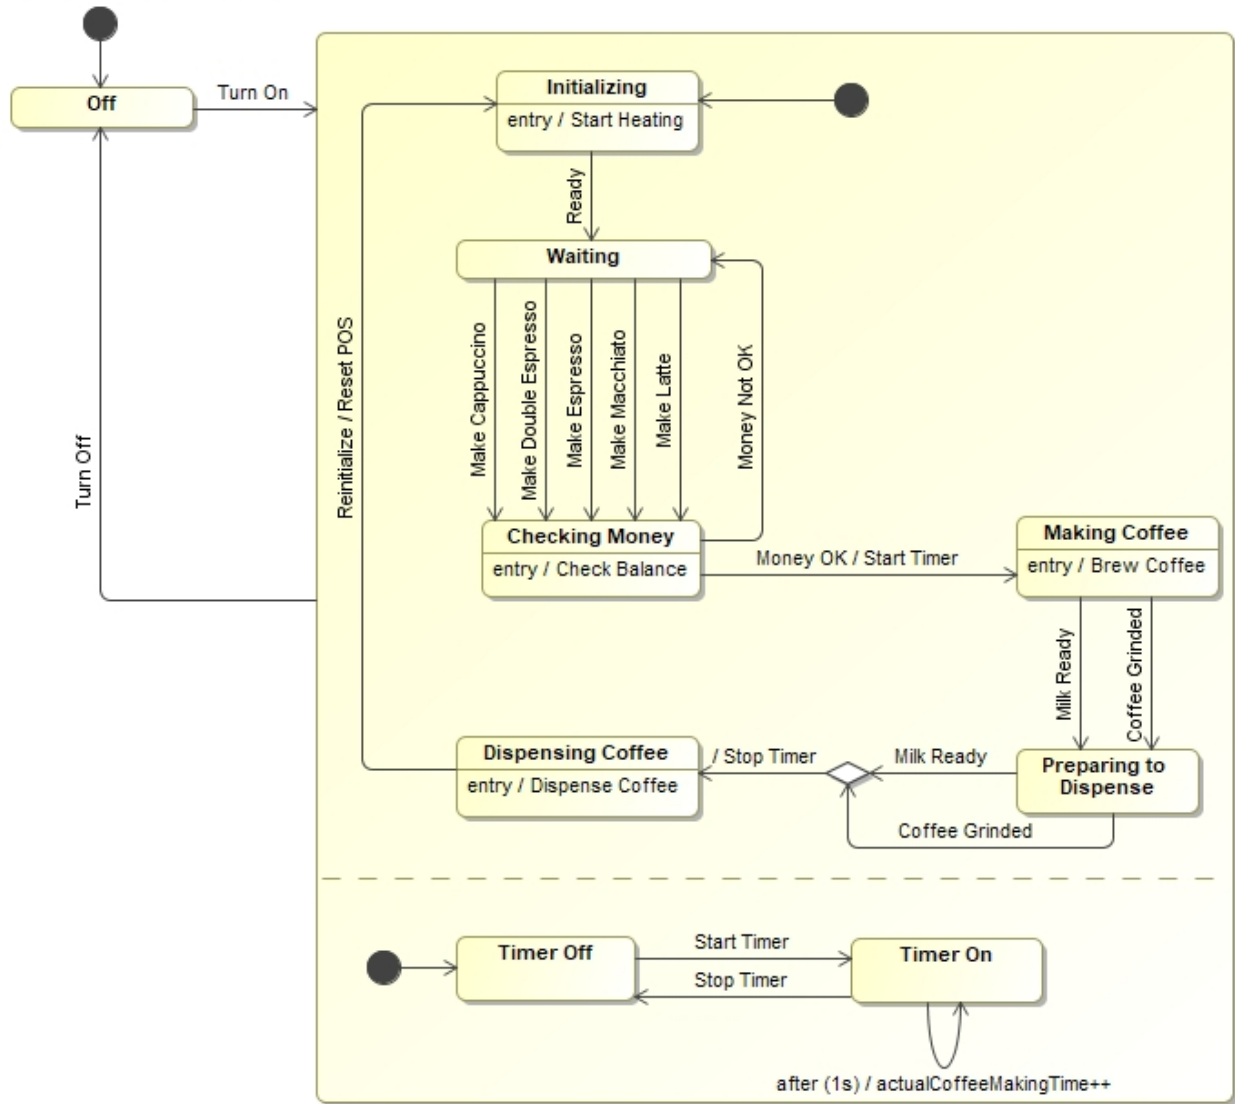 Off
Turn On
Initializing
entry / Start Heating
Ready
Waiting
Make Cappuccino
Make Double Espresso
Make Espresso
Make Macchiato
Make Latte
Money Not OK
Reinitialize / Reset POS
Turn Off
Checking Money
entry / Check Balance
Money OK / Start Timer
Making Coffee
entry / Brew Coffee
Milk Ready
Coffee Grinded
Dispensing Coffee
entry / Dispense Coffee
/ Stop Timer
Milk Ready
Preparing to
Dispense
Coffee Grinded
Timer Off
Start Timer
Stop Timer
Timer On
after (1s) / actualCoffeeMakingTime++